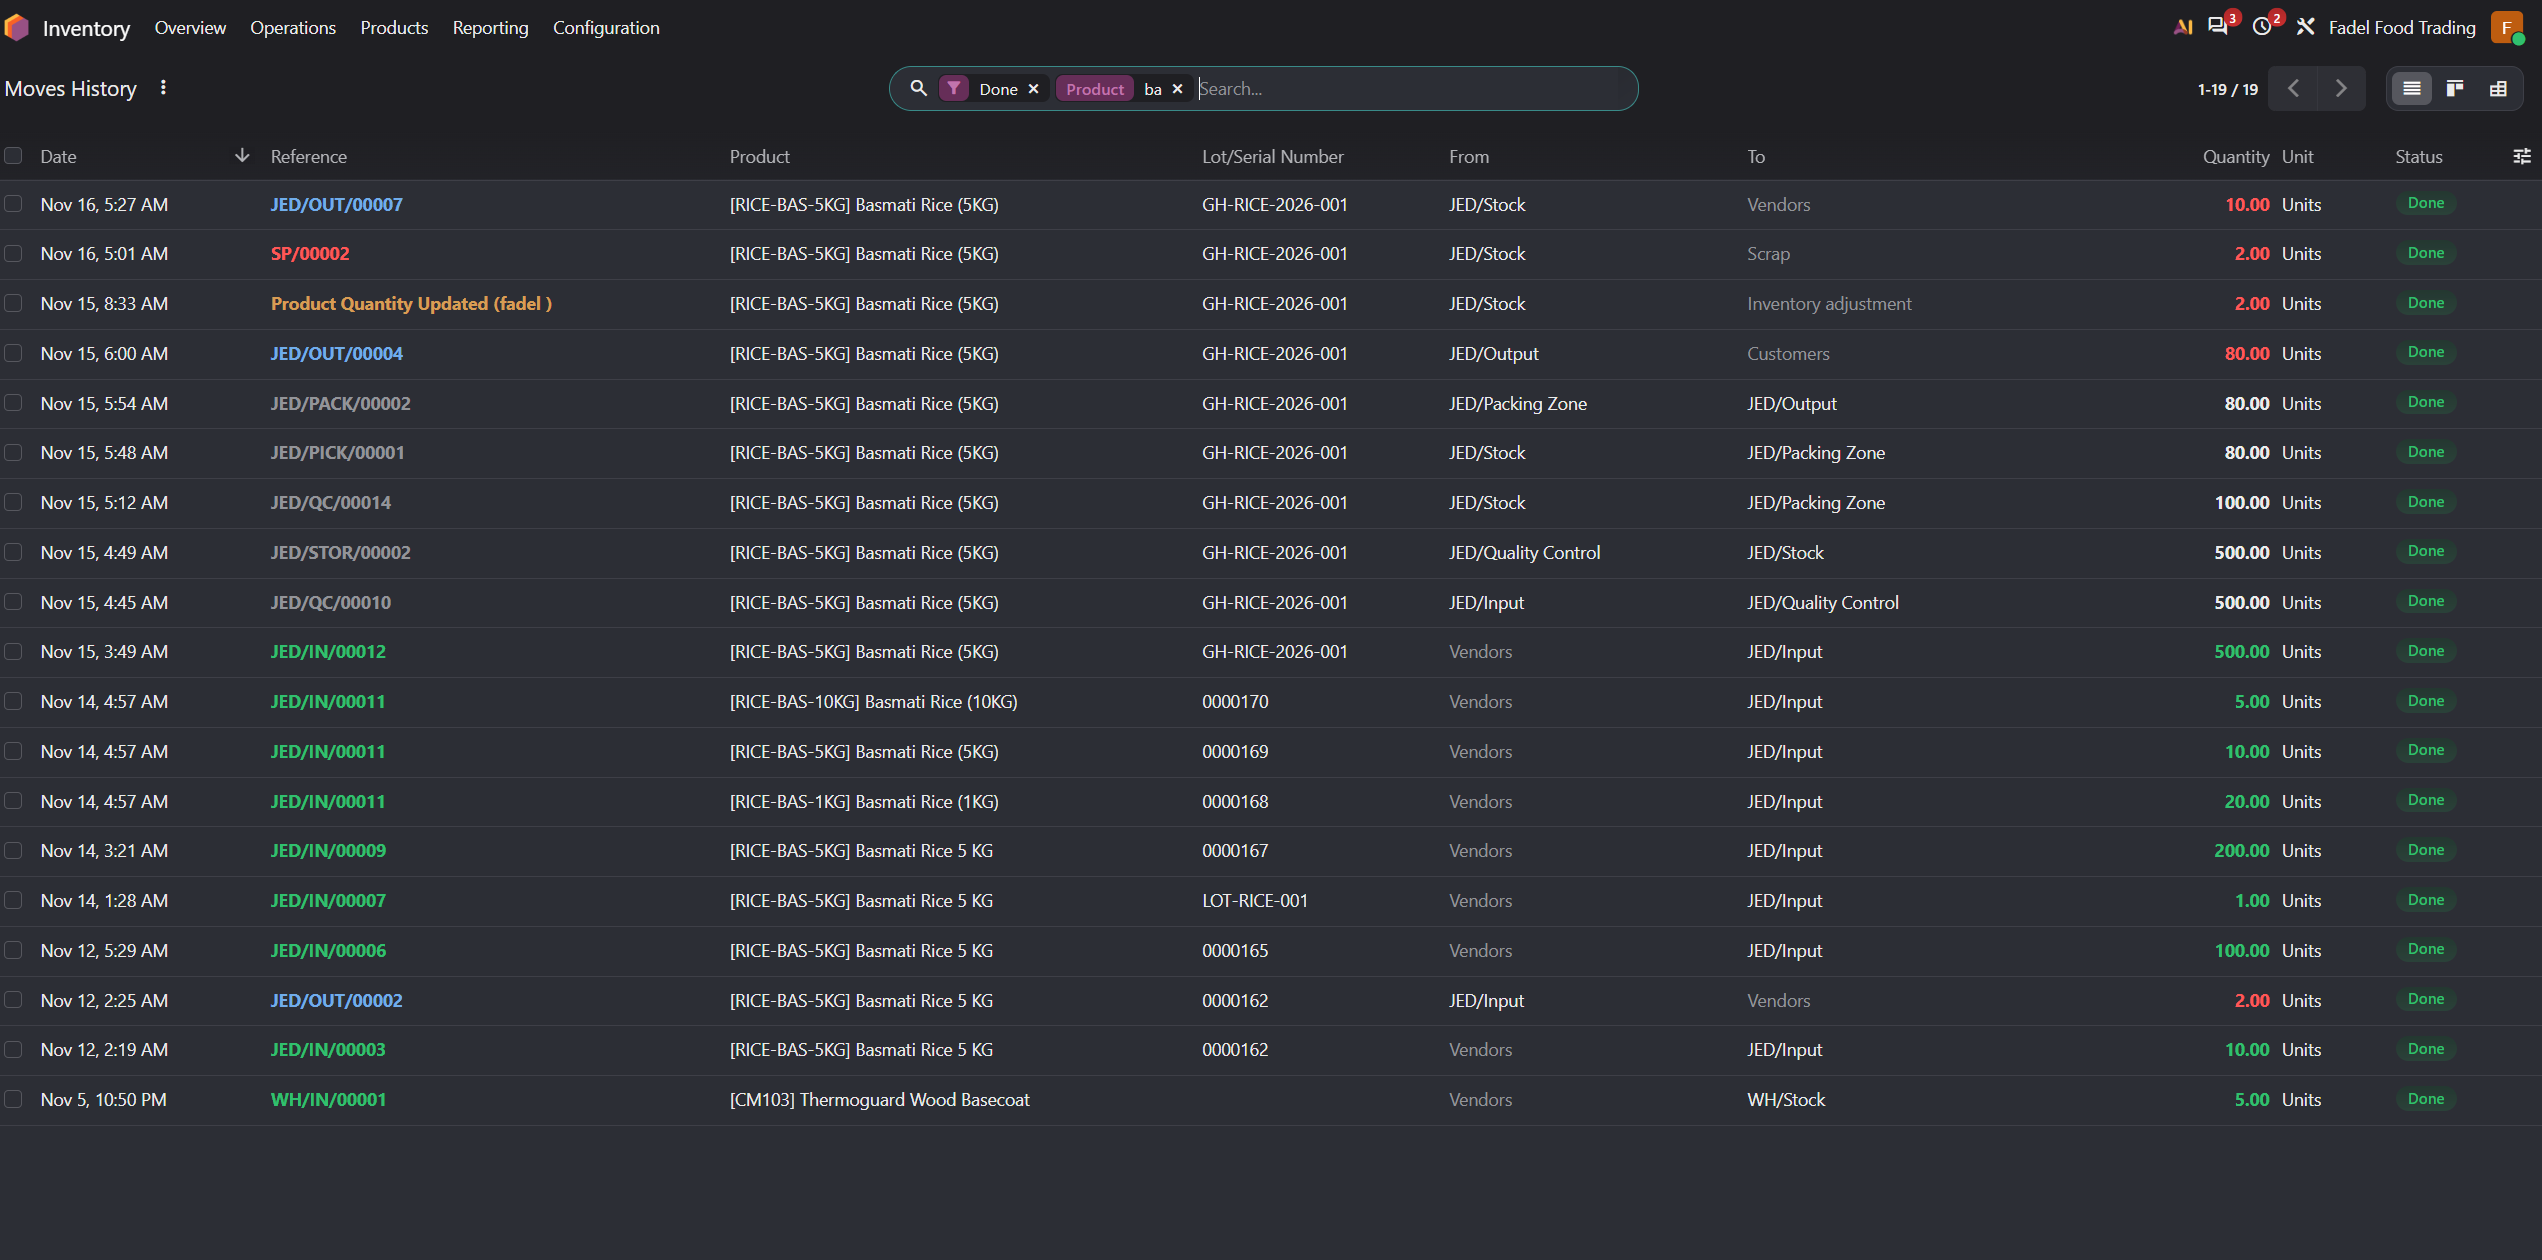 Inventory Overview Operations Products Reporting Configuration AI 3 2 Fadel Food Trading F
Moves History Done Product ba Search... 1-19 / 19
Date Reference Product Lot/Serial Number From To Quantity Unit Status
Nov 16, 5:27 AM JED/OUT/00007 [RICE-BAS-5KG] Basmati Rice (5KG) GH-RICE-2026-001 JED/Stock Vendors 10.00 Units Done
Nov 16, 5:01 AM SP/00002 [RICE-BAS-5KG] Basmati Rice (5KG) GH-RICE-2026-001 JED/Stock Scrap 2.00 Units Done
Nov 15, 8:33 AM Product Quantity Updated (fadel ) [RICE-BAS-5KG] Basmati Rice (5KG) GH-RICE-2026-001 JED/Stock Inventory adjustment 2.00 Units Done
Nov 15, 6:00 AM JED/OUT/00004 [RICE-BAS-5KG] Basmati Rice (5KG) GH-RICE-2026-001 JED/Output Customers 80.00 Units Done
Nov 15, 5:54 AM JED/PACK/00002 [RICE-BAS-5KG] Basmati Rice (5KG) GH-RICE-2026-001 JED/Packing Zone JED/Output 80.00 Units Done
Nov 15, 5:48 AM JED/PICK/00001 [RICE-BAS-5KG] Basmati Rice (5KG) GH-RICE-2026-001 JED/Stock JED/Packing Zone 80.00 Units Done
Nov 15, 5:12 AM JED/QC/00014 [RICE-BAS-5KG] Basmati Rice (5KG) GH-RICE-2026-001 JED/Stock JED/Packing Zone 100.00 Units Done
Nov 15, 4:49 AM JED/STOR/00002 [RICE-BAS-5KG] Basmati Rice (5KG) GH-RICE-2026-001 JED/Quality Control JED/Stock 500.00 Units Done
Nov 15, 4:45 AM JED/QC/00010 [RICE-BAS-5KG] Basmati Rice (5KG) GH-RICE-2026-001 JED/Input JED/Quality Control 500.00 Units Done
Nov 15, 3:49 AM JED/IN/00012 [RICE-BAS-5KG] Basmati Rice (5KG) GH-RICE-2026-001 Vendors JED/Input 500.00 Units Done
Nov 14, 4:57 AM JED/IN/00011 [RICE-BAS-10KG] Basmati Rice (10KG) 0000170 Vendors JED/Input 5.00 Units Done
Nov 14, 4:57 AM JED/IN/00011 [RICE-BAS-5KG] Basmati Rice (5KG) 0000169 Vendors JED/Input 10.00 Units Done
Nov 14, 4:57 AM JED/IN/00011 [RICE-BAS-1KG] Basmati Rice (1KG) 0000168 Vendors JED/Input 20.00 Units Done
Nov 14, 3:21 AM JED/IN/00009 [RICE-BAS-5KG] Basmati Rice 5 KG 0000167 Vendors JED/Input 200.00 Units Done
Nov 14, 1:28 AM JED/IN/00007 [RICE-BAS-5KG] Basmati Rice 5 KG LOT-RICE-001 Vendors JED/Input 1.00 Units Done
Nov 12, 5:29 AM JED/IN/00006 [RICE-BAS-5KG] Basmati Rice 5 KG 0000165 Vendors JED/Input 100.00 Units Done
Nov 12, 2:25 AM JED/OUT/00002 [RICE-BAS-5KG] Basmati Rice 5 KG 0000162 JED/Input Vendors 2.00 Units Done
Nov 12, 2:19 AM JED/IN/00003 [RICE-BAS-5KG] Basmati Rice 5 KG 0000162 Vendors JED/Input 10.00 Units Done
Nov 5, 10:50 PM WH/IN/00001 [CM103] Thermoguard Wood Basecoat Vendors WH/Stock 5.00 Units Done